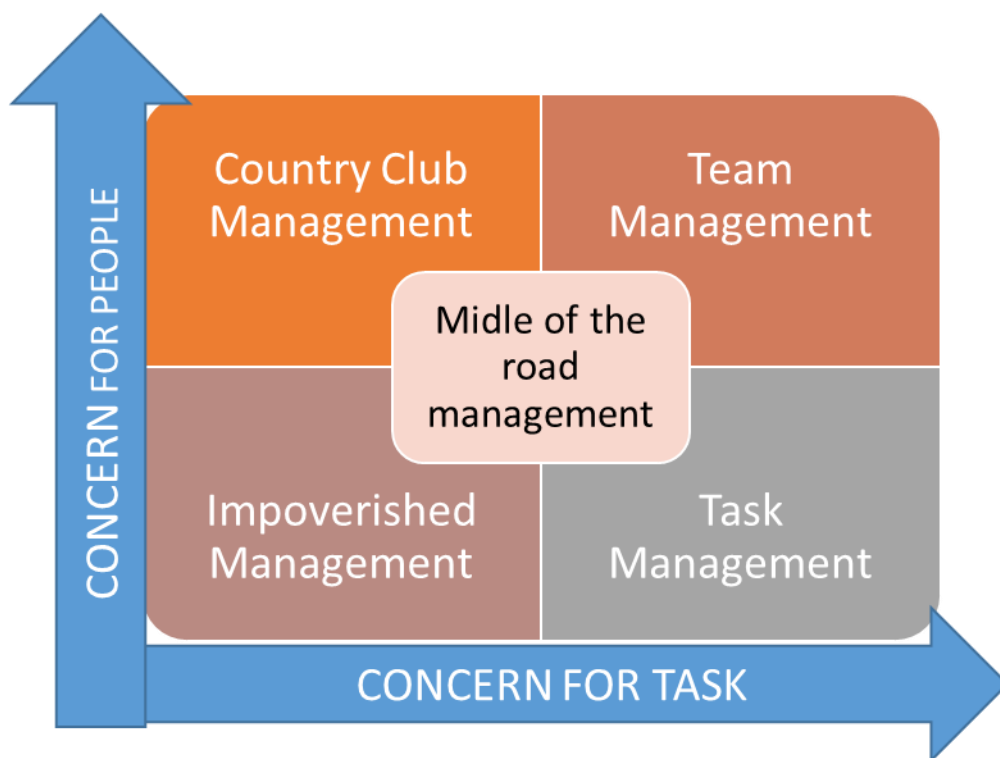 CONCERN FOR PEOPLE
Country Club
Management
Team
Management
Midle of the
road
management
Impoverished
Management
Task
Management
CONCERN FOR TASK